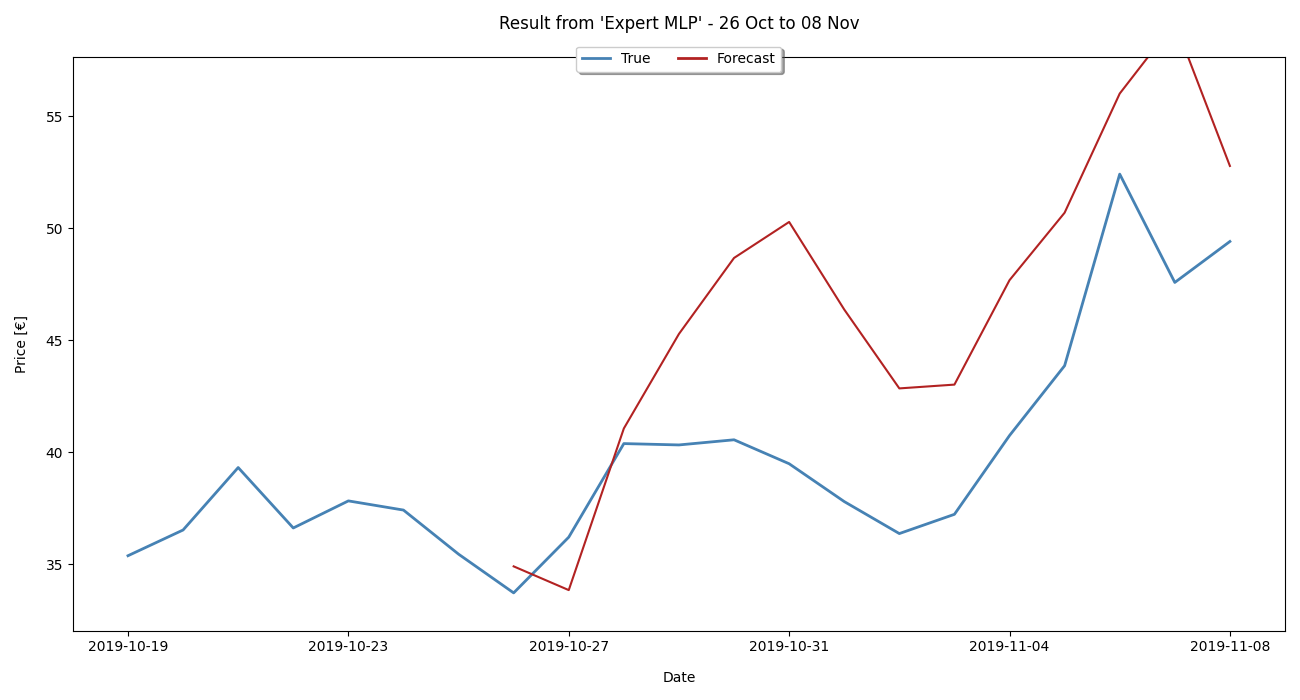 Result from 'Expert MLP' - 26 Oct to 08 Nov
True Forecast
55
50
45
40
35
Price [€]
2019-10-19 2019-10-23 2019-10-27 2019-10-31 2019-11-04 2019-11-08
Date